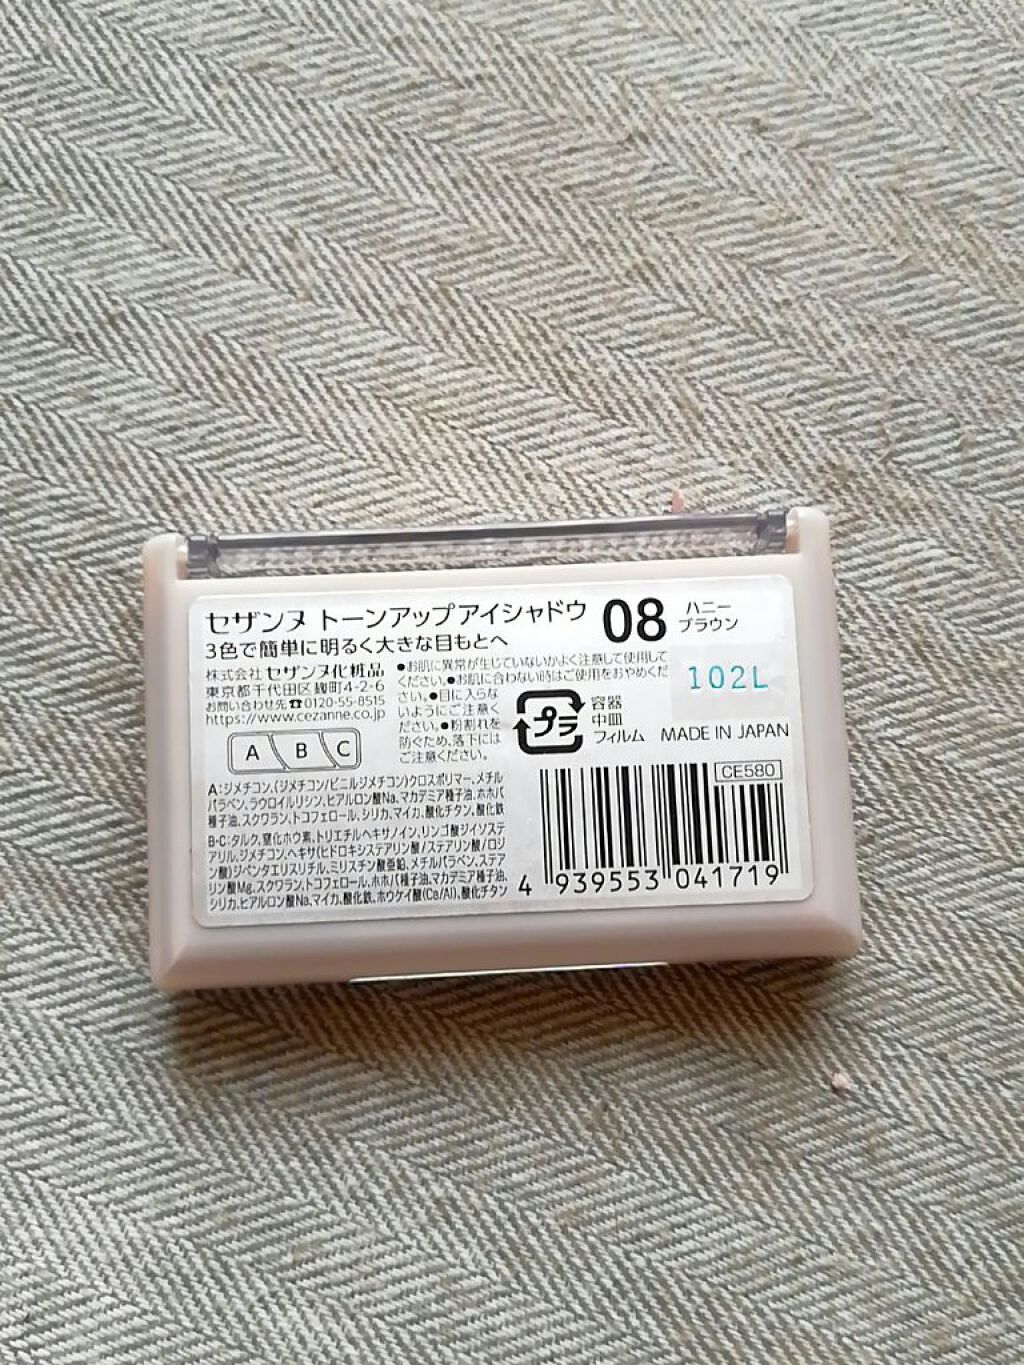 セザンヌ トーンアップアイシャドウ 08 ハニー
ブラウン
3色で簡単に明るく大きな目もとへ
株式会社 セザンヌ化粧品
東京都千代田区麹町4-2-6
お問い合わせ先☎0120-55-8515
https://www.cezanne.co.jp
●お肌に異常が生じていないかよく注意して使用して
ください。●お肌に合わない時はご使用をおやめくだ
さい。●目に入らな
いようにご注意く
ださい。●粉割れを
防ぐため、落下には
ご注意ください。
A B C
プラ
容器
中皿
フィルム
102L
MADE IN JAPAN
CE580
A:ジメチコン、(ジメチコン/ビニルジメチコン)クロスポリマー、メチル
パラベン、ラウロイルリシン、ヒアルロン酸Na、マカデミア種子油、ホホバ
種子油、スクワラン、トコフェロール、シリカ、マイカ、酸化チタン、酸化鉄
B・C:タルク、窒化ホウ素、トリエチルヘキサノイン、リンゴ酸ジイソステ
アリル、ジメチコン、ヘキサ(ヒドロキシステアリン酸/ステアリン酸/ロジ
ン酸)ジペンタエリスリチル、ミリスチン酸亜鉛、メチルパラベン、ステア
リン酸Mg、スクワラン、トコフェロール、ホホバ種子油、マカデミア種子油、
シリカ、ヒアルロン酸Na、マイカ、酸化鉄、ホウケイ酸(Ca/Al)、酸化チタン
4 939553 041719